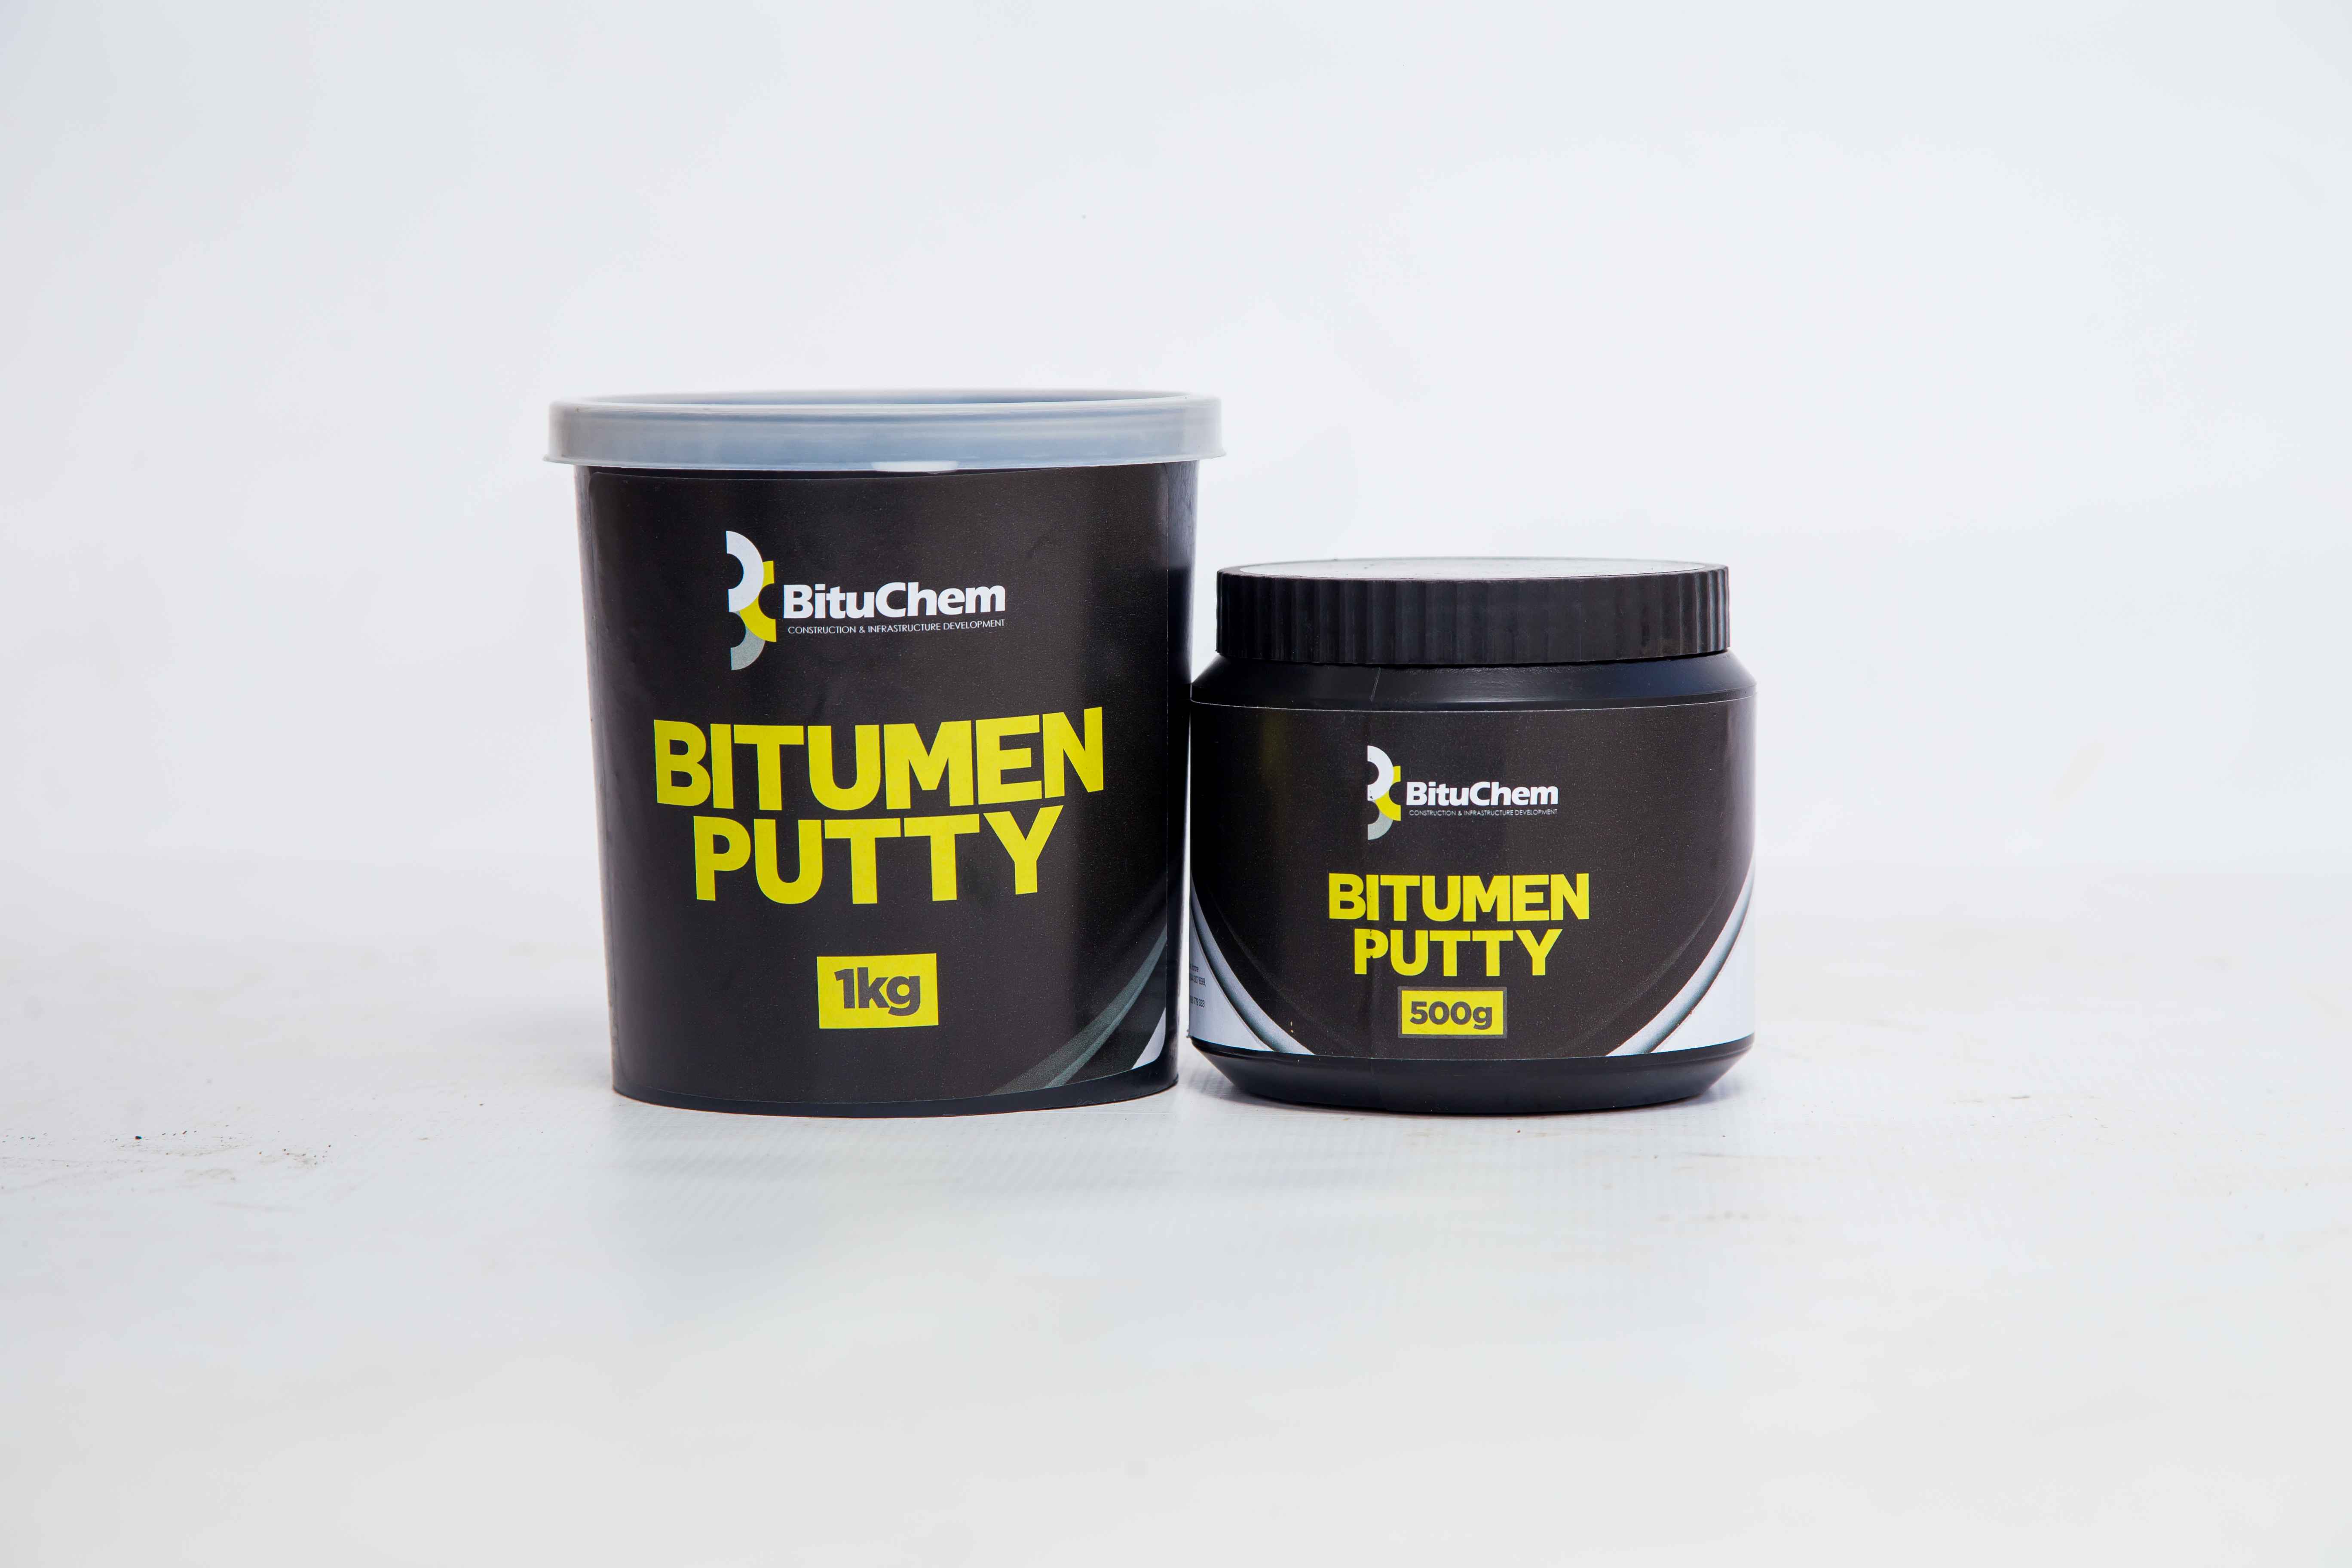 BituChem
CONSTRUCTION & INFRASTRUCTURE DEVELOPMENT
BITUMEN
PUTTY
1kg
BituChem
CONSTRUCTION & INFRASTRUCTURE DEVELOPMENT
BITUMEN
PUTTY
500g